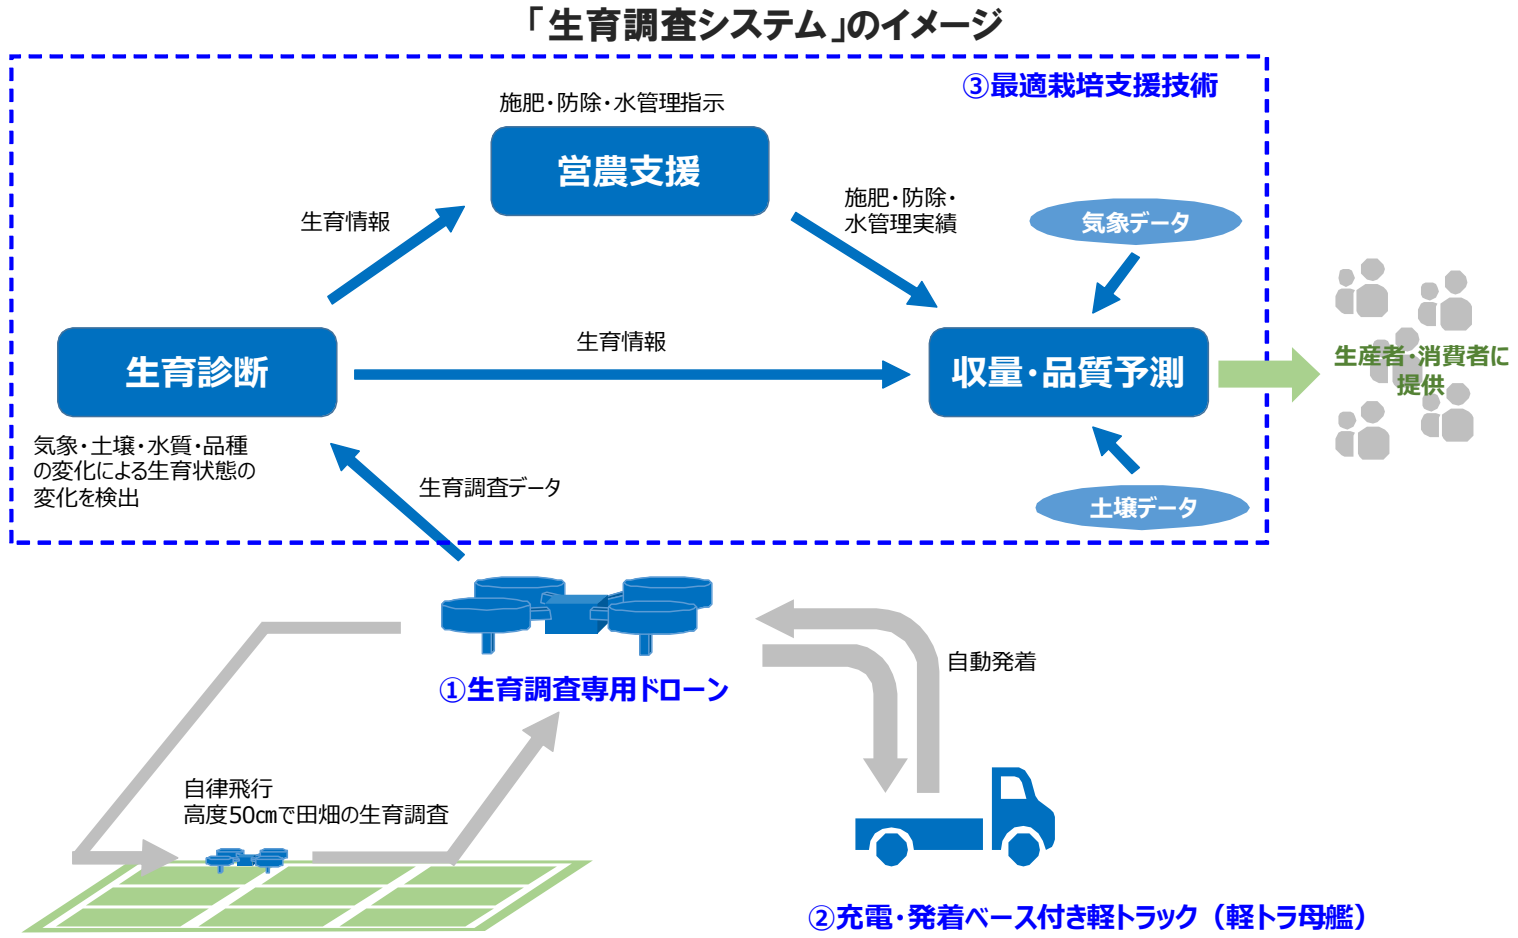 「生育調査システム」のイメージ
③最適栽培支援技術
施肥・防除・水管理指示
営農支援
生育情報
施肥・防除・
水管理実績
気象データ
生育診断
生育情報
収量・品質予測
生産者・消費者に
提供
気象・土壌・水質・品種
の変化による生育状態の
変化を検出
生育調査データ
土壌データ
①生育調査専用ドローン
自動発着
自律飛行
高度50㎝で田畑の生育調査
②充電・発着ベース付き軽トラック（軽トラ母艦）